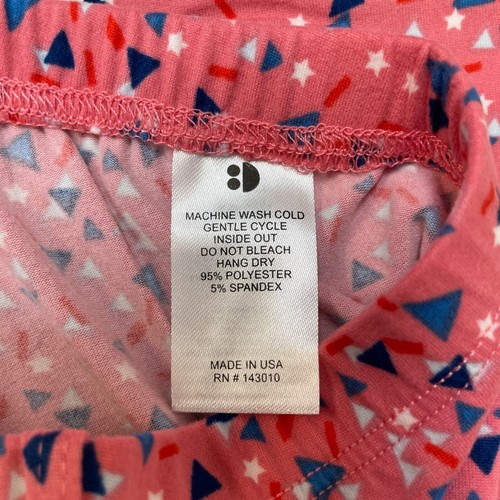 MACHINE WASH COLD
GENTLE CYCLE
INSIDE OUT
DO NOT BLEACH
HANG DRY
95% POLYESTER
5% SPANDEX
MADE IN USA
RN # 143010